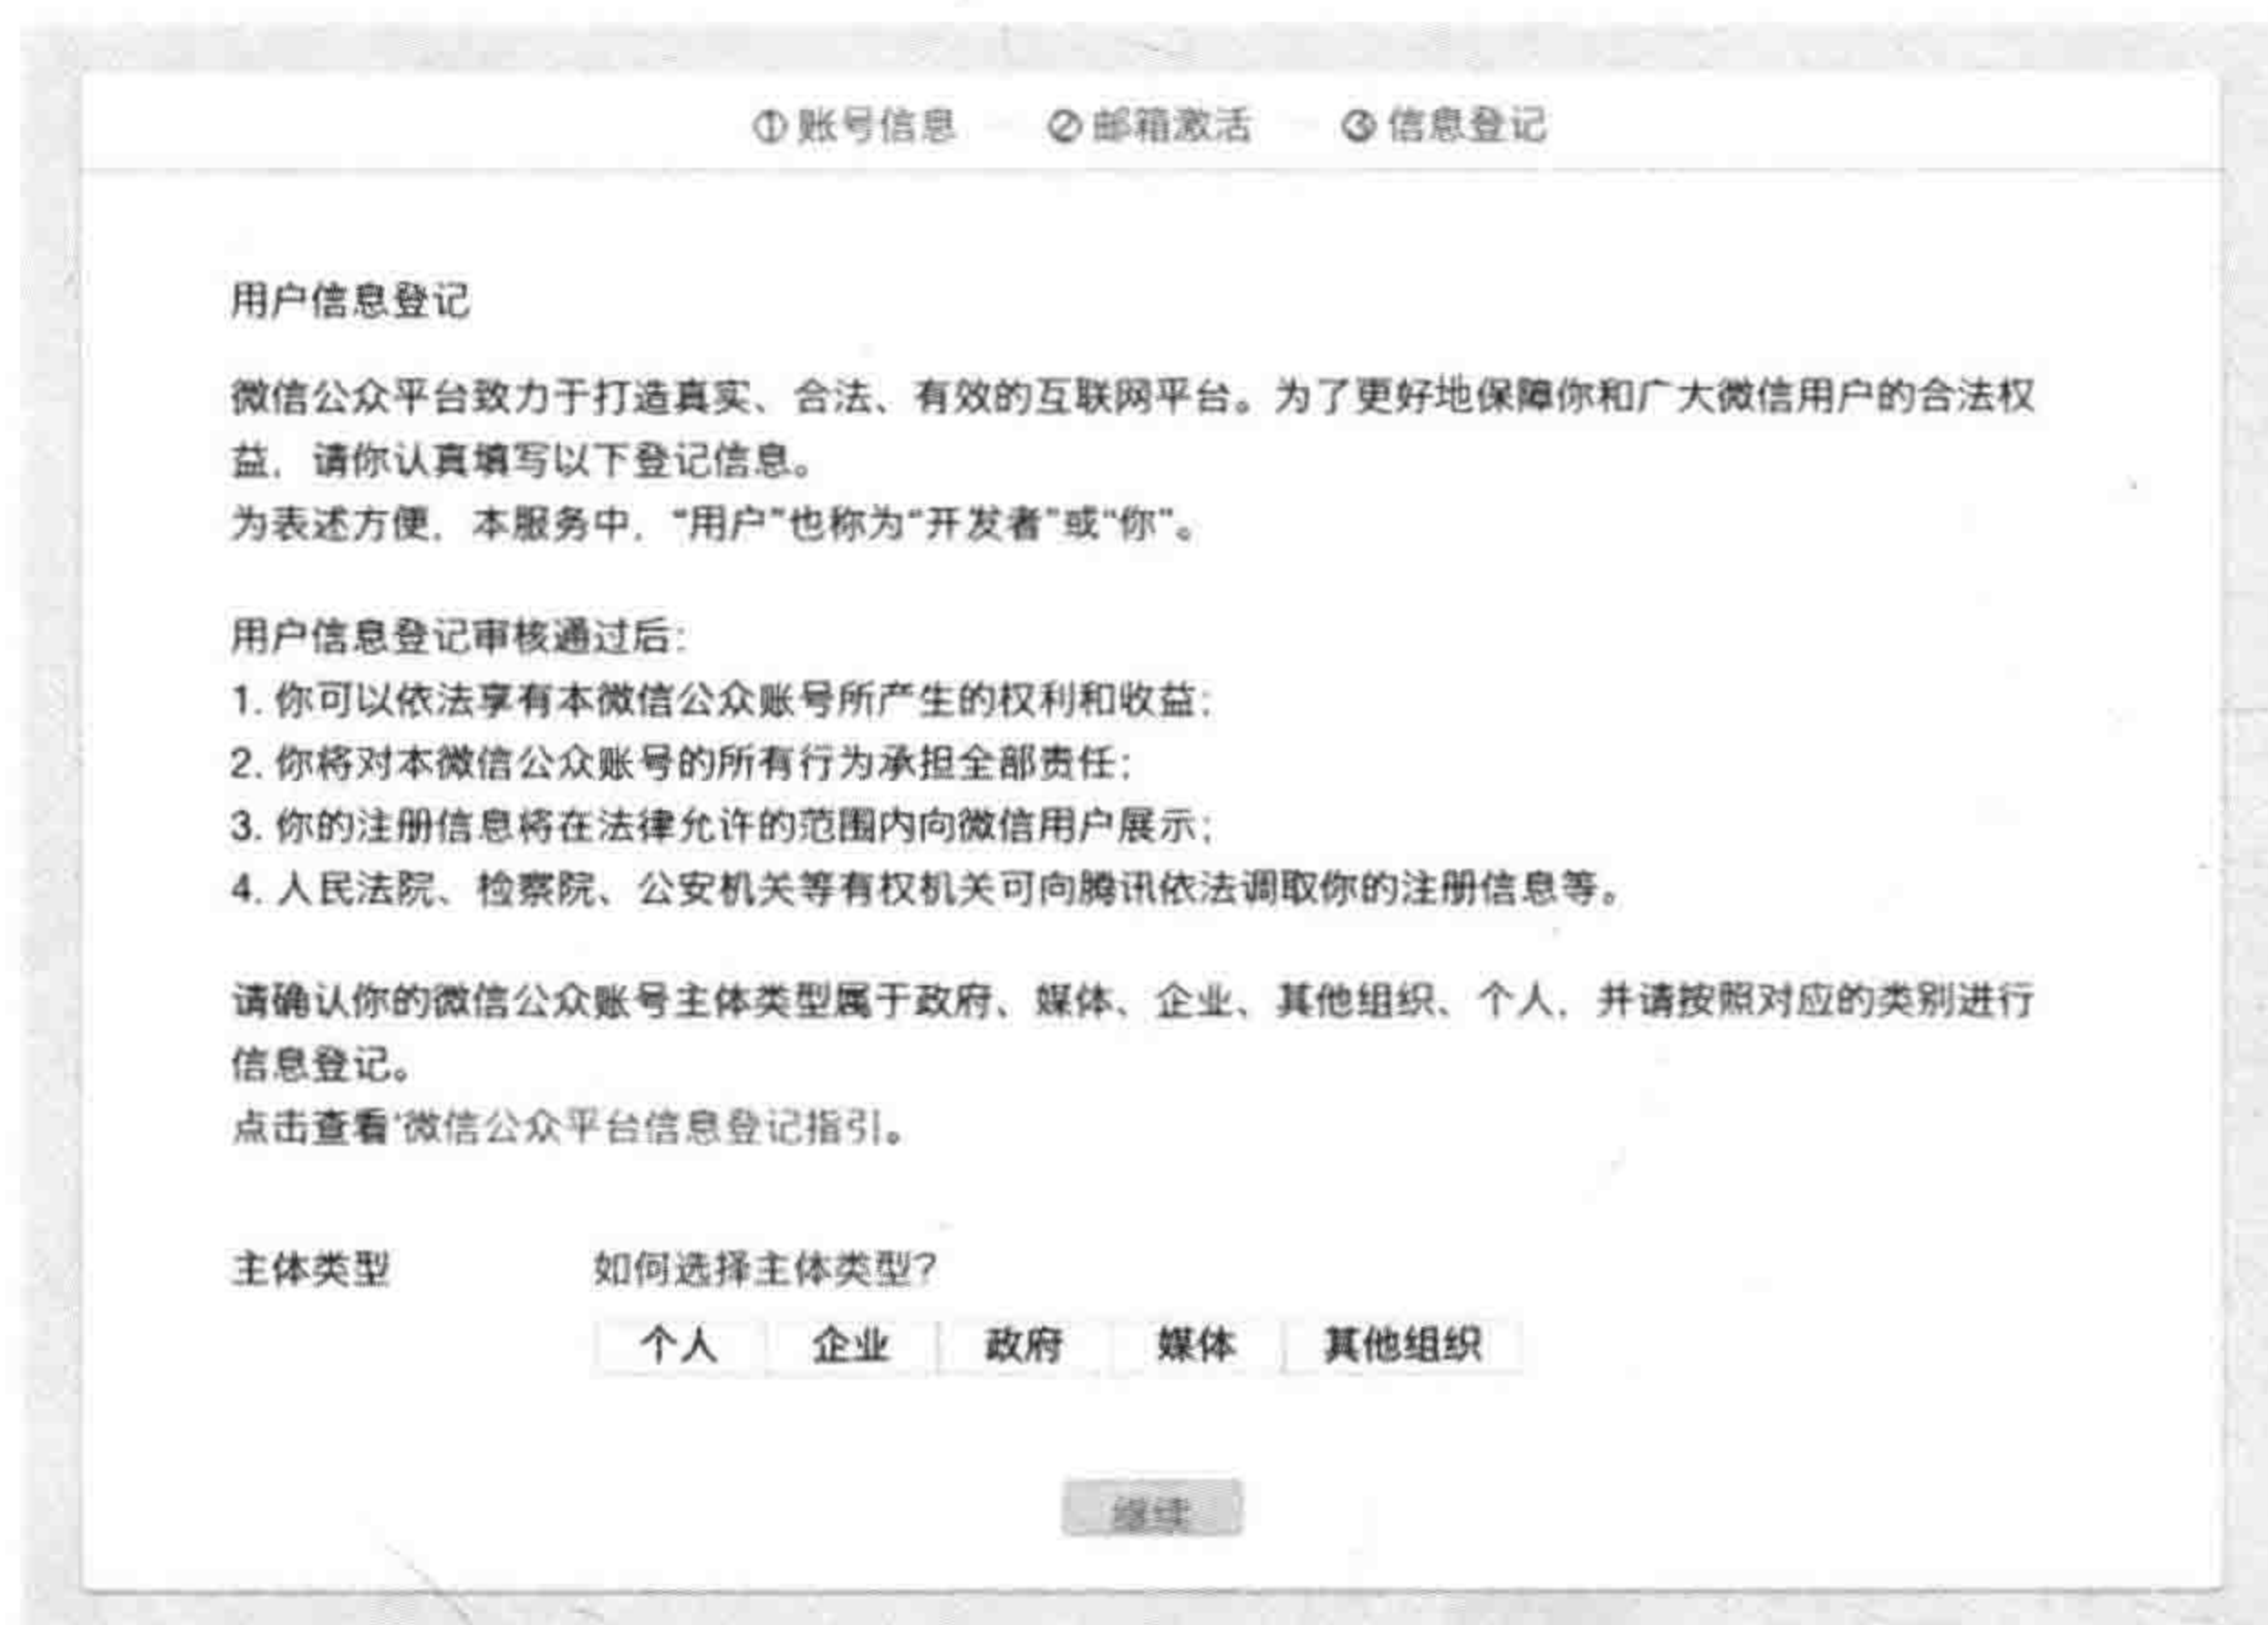 ①账号信息 ②邮箱激活 ③信息登记
用户信息登记
微信公众平台致力于打造真实、合法、有效的互联网平台。为了更好地保障你和广大微信用户的合法权
益，请你认真填写以下登记信息。
为表述方便，本服务中，“用户”也称为“开发者”或“你”。
用户信息登记审核通过后：
1. 你可以依法享有本微信公众账号所产生的权利和收益；
2. 你将对本微信公众账号的所有行为承担全部责任；
3. 你的注册信息将在法律允许的范围内向微信用户展示；
4. 人民法院、检察院、公安机关等有权机关可向腾讯依法调取你的注册信息等。
请确认你的微信公众账号主体类型属于政府、媒体、企业、其他组织、个人，并请按照对应的类别进行
信息登记。
点击查看‘微信公众平台信息登记指引。
主体类型 如何选择主体类型？
个人 企业 政府 媒体 其他组织
继续